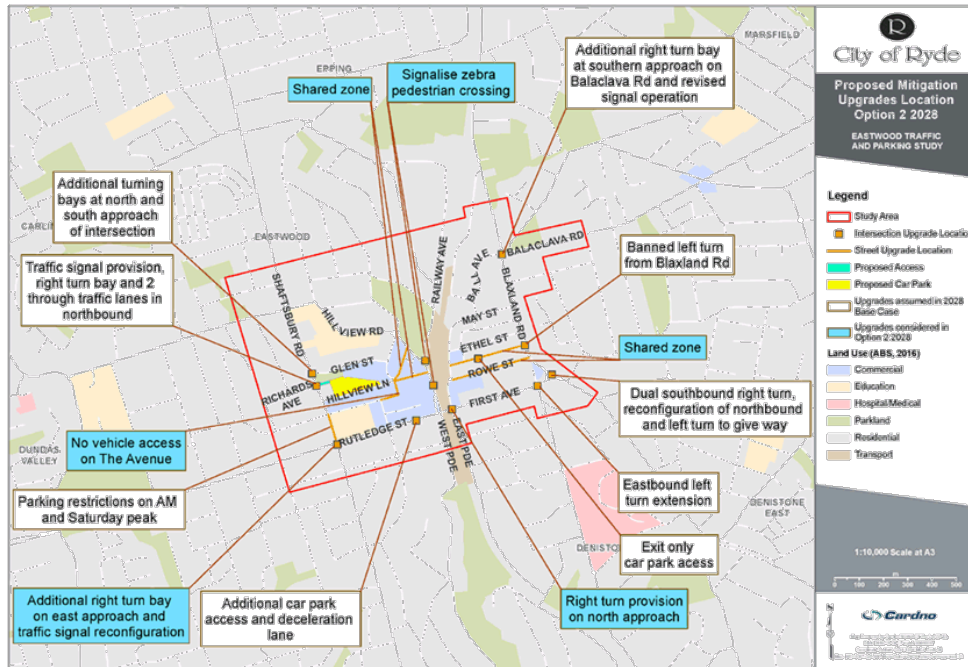 MARSFIELD
EPPING
Shared zone
Signalise zebra
pedestrian crossing
Additional right turn bay
at southern approach on
Balaclava Rd and revised
signal operation
Additional turning
bays at north and
south approach
of intersection
EASTWOOD
Traffic signal provision,
right turn bay and 2
through traffic lanes in
northbound
SHAFTSBURY RD
HILLVIEW RD
RAILWAY AVE
BALL AVE
BALACLAVA RD
BLAXLAND RD
MAY ST
ETHEL ST
ROWE ST
FIRST AVE
GLEN ST
HILLVIEW LN
RICHARDS
AVE
RUTLEDGE ST
EAST PDE
WEST PDE
Banned left turn
from Blaxland Rd
Shared zone
Dual southbound right turn,
reconfiguration of northbound
and left turn to give way
No vehicle access
on The Avenue
DUNDAS
VALLEY
Parking restrictions on AM
and Saturday peak
Eastbound left
turn extension
DENISTONE
EAST
Exit only
car park acess
Additional right turn bay
on east approach and
traffic signal reconfiguration
Additional car park
access and deceleration
lane
Right turn provision
on north approach
R
City of Ryde
Proposed Mitigation
Upgrades Location
Option 2 2028
EASTWOOD TRAFFIC
AND PARKING STUDY
Legend
Study Area
Intersection Upgrade Locatio
Street Upgrade Location
Proposed Access
Proposed Car Park
Upgrades assumed in 2028
Base Case
Upgrades considered in
Option 2 2028
Land Use (ABS, 2016)
Commercial
Education
Hospital/Medical
Parkland
Residential
Transport
1:10,000 Scale at A3
m
0 100 200 300 400 500
Cardno